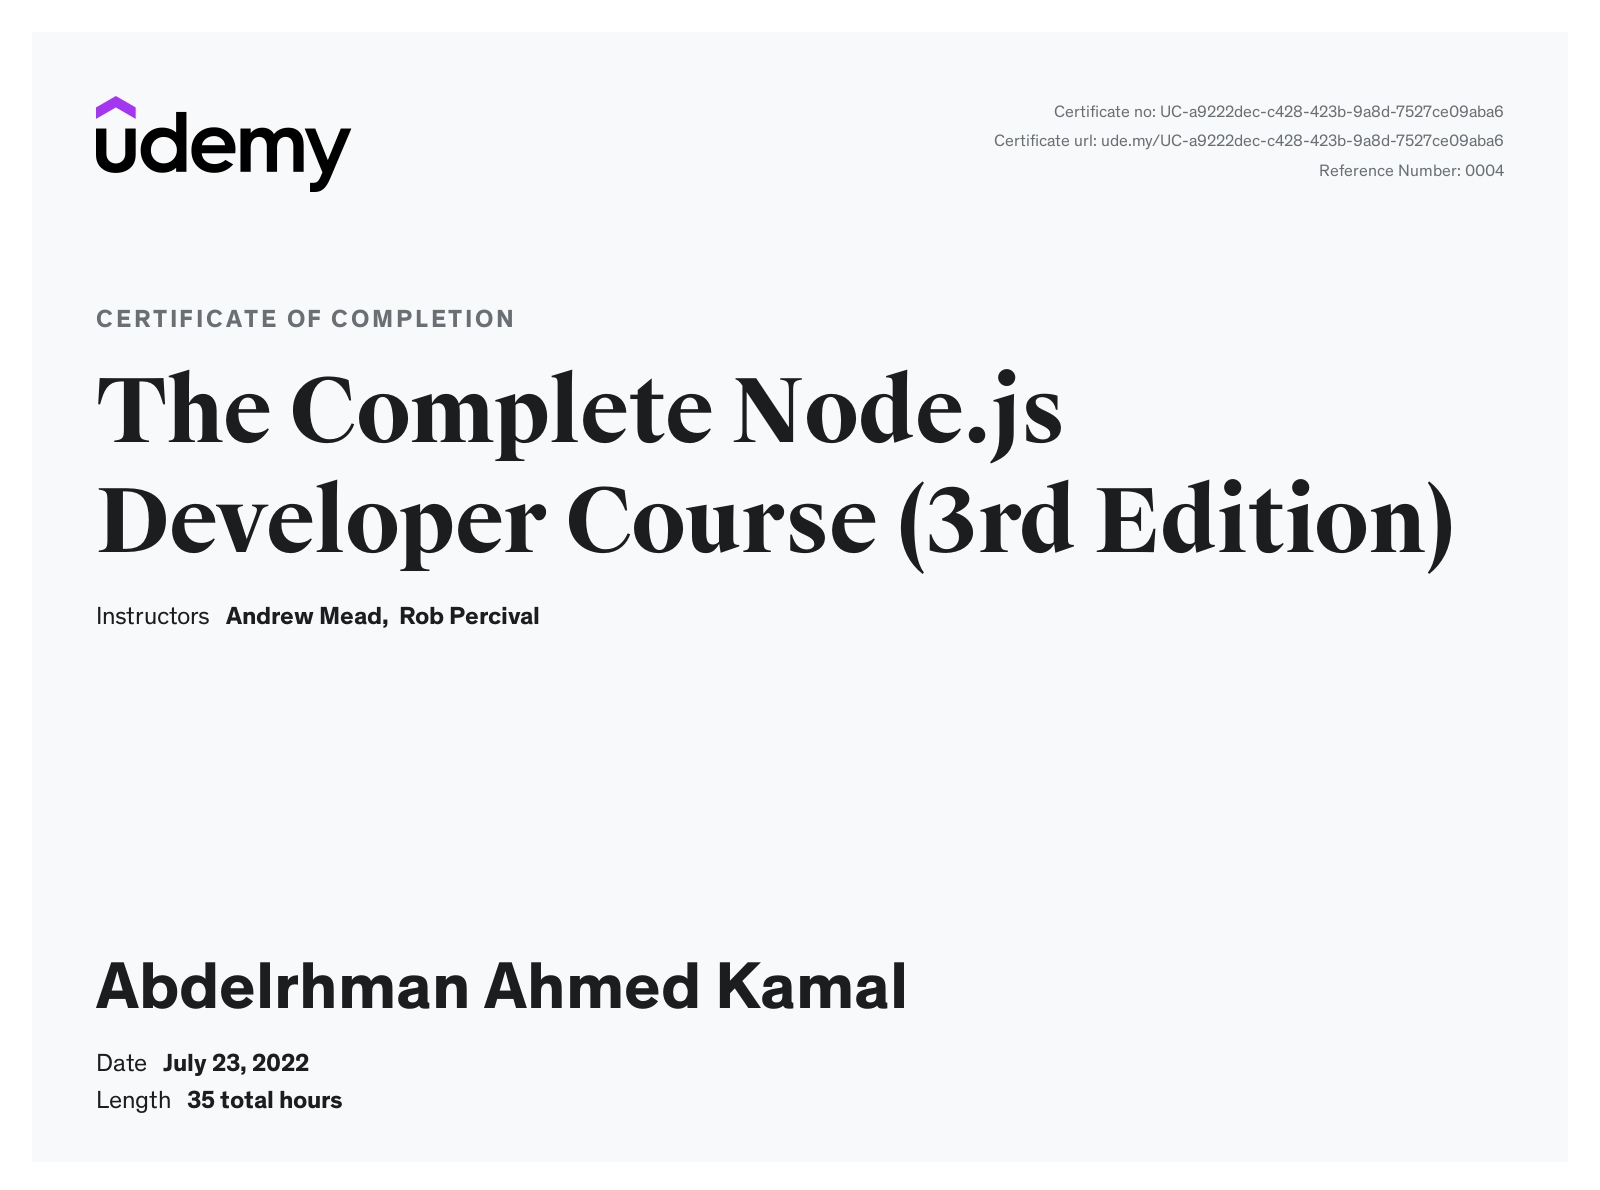 udemy
Certificate no: UC-a9222dec-c428-423b-9a8d-7527ce09aba6
Certificate url: ude.my/UC-a9222dec-c428-423b-9a8d-7527ce09aba6
Reference Number: 0004
CERTIFICATE OF COMPLETION
The Complete Node.js
Developer Course (3rd Edition)
Instructors Andrew Mead, Rob Percival
Abdelrhman Ahmed Kamal
Date July 23, 2022
Length 35 total hours